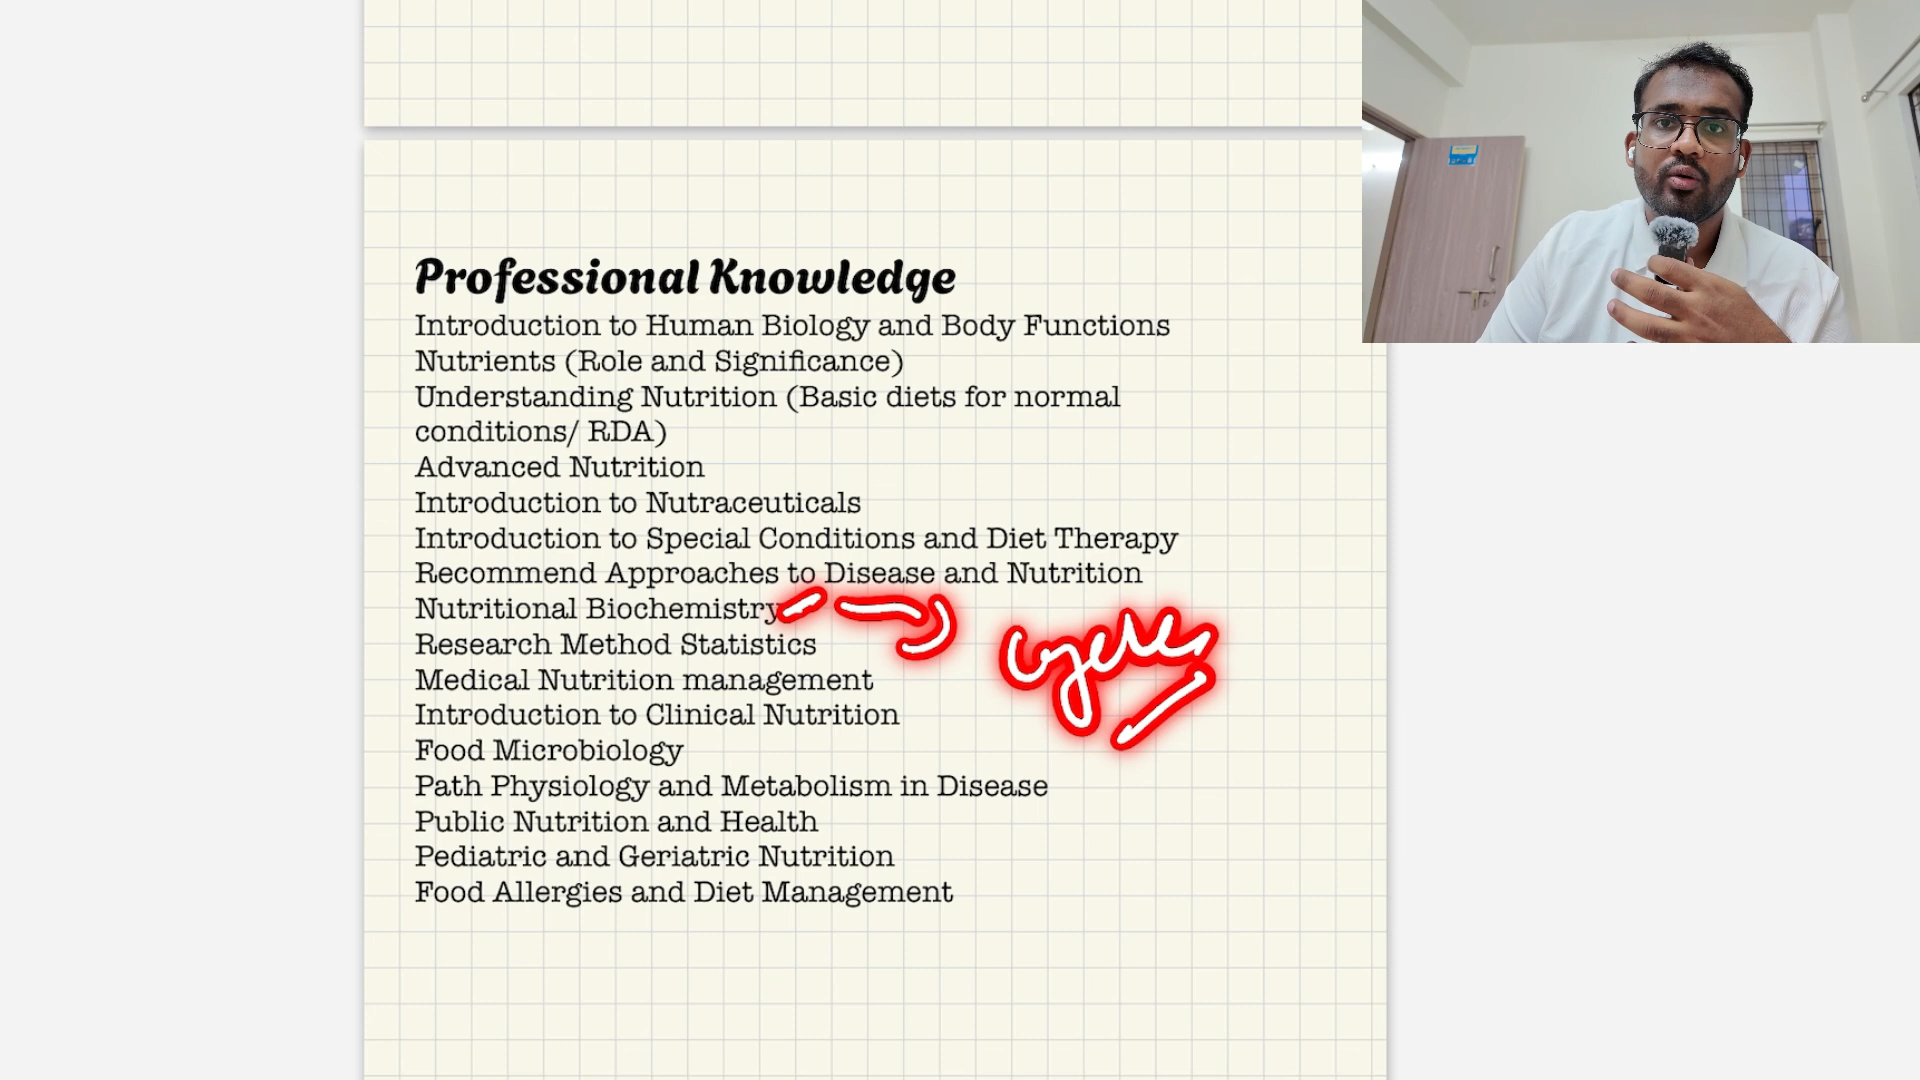 Professional Knowledge
Introduction to Human Biology and Body Functions
Nutrients (Role and Significance)
Understanding Nutrition (Basic diets for normal
conditions/ RDA)
Advanced Nutrition
Introduction to Nutraceuticals
Introduction to Special Conditions and Diet Therapy
Recommend Approaches to Disease and Nutrition
Nutritional Biochemistry
Research Method Statistics
Medical Nutrition management
Introduction to Clinical Nutrition
Food Microbiology
Path Physiology and Metabolism in Disease
Public Nutrition and Health
Pediatric and Geriatric Nutrition
Food Allergies and Diet Management